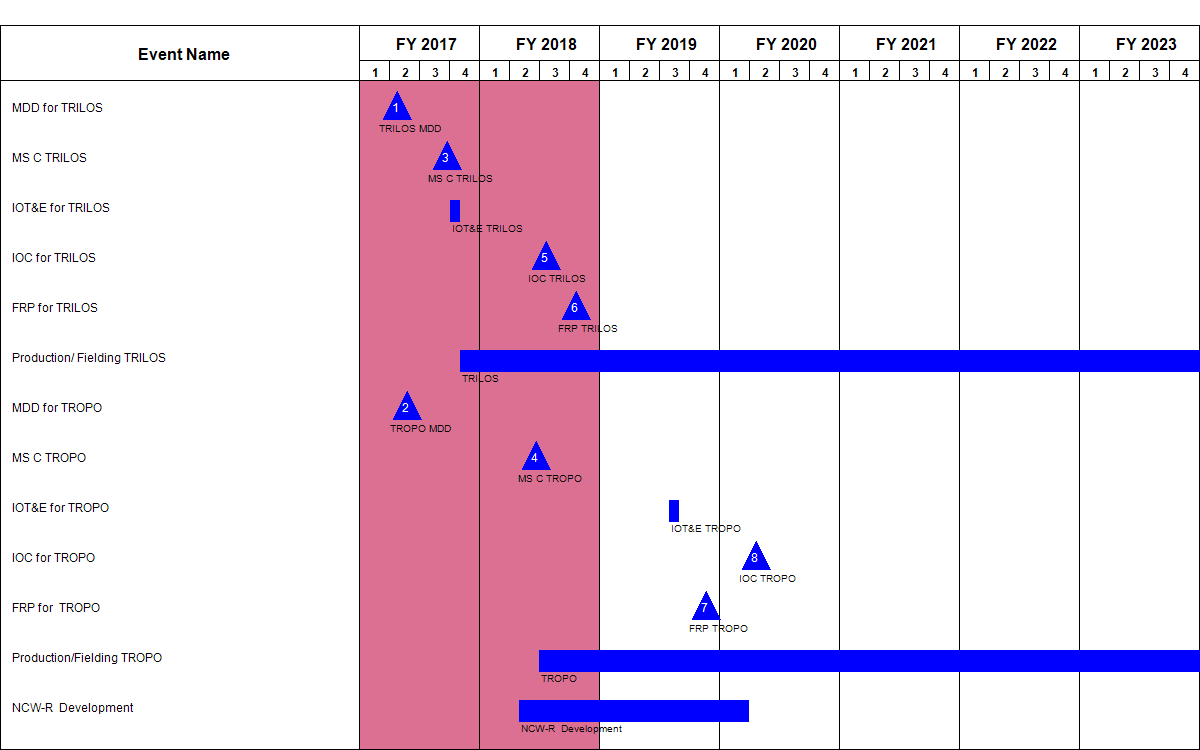 Event Name
FY 2017 FY 2018 FY 2019 FY 2020 FY 2021 FY 2022 FY 2023
1 2 3 4 1 2 3 4 1 2 3 4 1 2 3 4 1 2 3 4 1 2 3 4 1 2 3 4
MDD for TRILOS 1
TRILOS MDD
MS C TRILOS 3
MS C TRILOS
IOT&E for TRILOS
IOT&E TRILOS
IOC for TRILOS 5
IOC TRILOS
FRP for TRILOS 6
FRP TRILOS
Production/ Fielding TRILOS
TRILOS
MDD for TROPO 2
TROPO MDD
MS C TROPO 4
MS C TROPO
IOT&E for TROPO
IOT&E TROPO
IOC for TROPO 8
IOC TROPO
FRP for  TROPO 7
FRP TROPO
Production/Fielding TROPO
TROPO
NCW-R  Development
NCW-R  Development